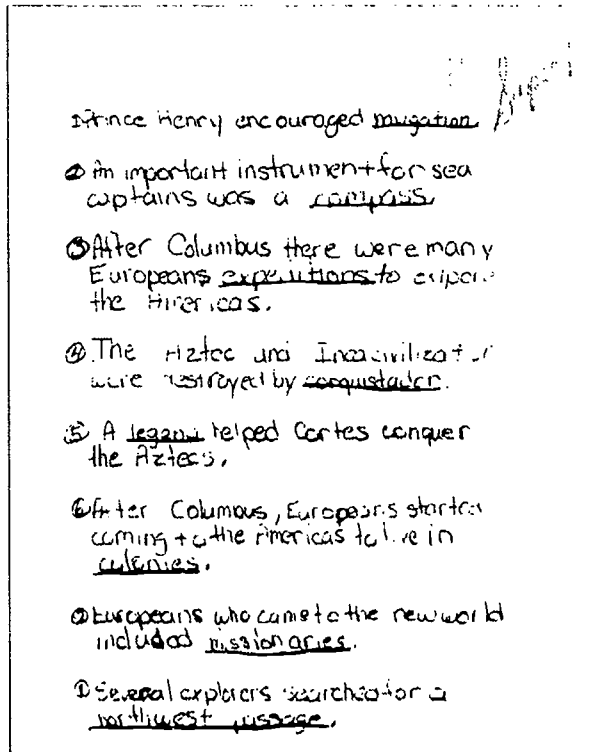 1) Prince Henry encouraged navigation
② An important instrument for sea
captains was a compass.
③ After Columbus there were many
Europeans expeditions to explore
the Americas.
④ The Aztec and Inca civilization
were destroyed by conquistador.
⑤ A legend helped Cortes conquer
the Aztecs.
⑥ After Columbus, Europeans started
coming to the Americas to live in
colonies.
⑦ Europeans who came to the new world
included missionaries.
Several explorers searched for a
northwest passage.